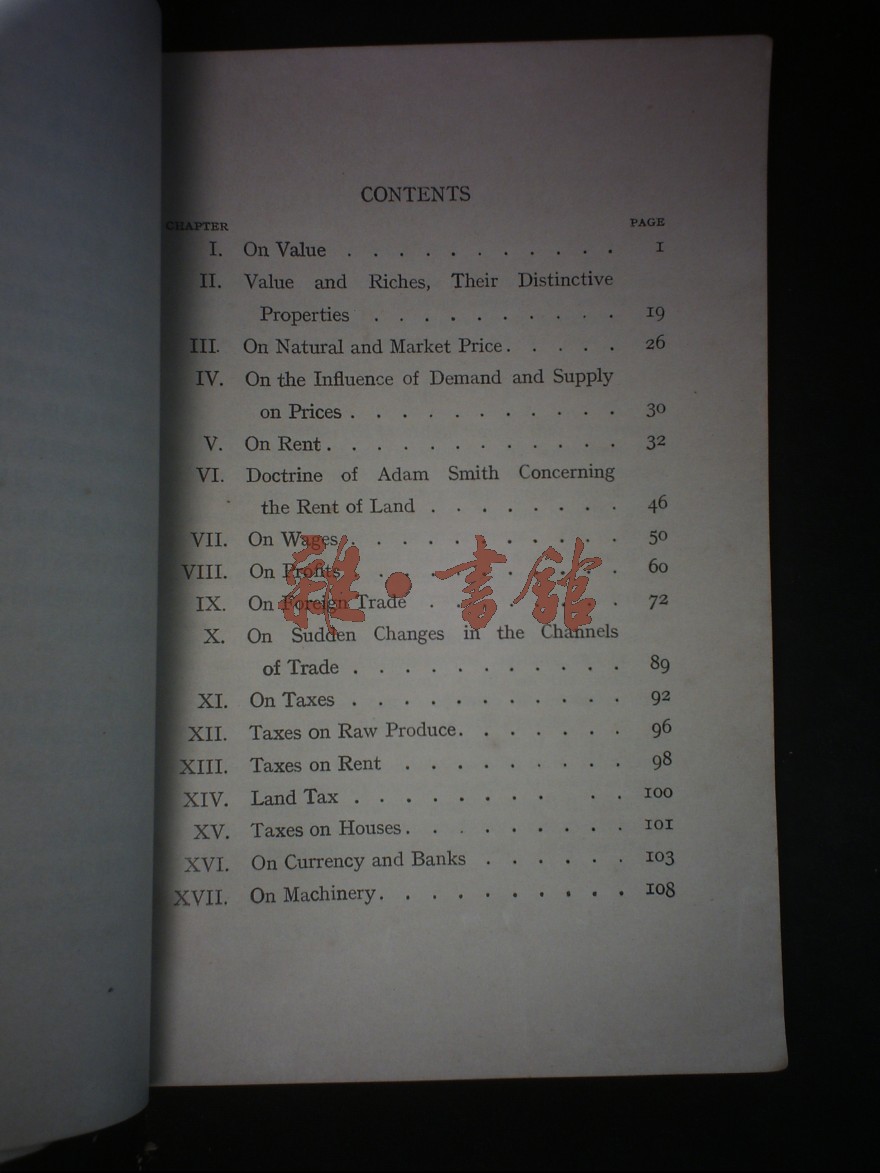 CONTENTS
CHAPTER PAGE
I. On Value . . . . . . . . . . . 1
II. Value and Riches, Their Distinctive
Properties . . . . . . . . . . 19
III. On Natural and Market Price . . . . . 26
IV. On the Influence of Demand and Supply
on Prices . . . . . . . . . . . 30
V. On Rent . . . . . . . . . . . . 32
VI. Doctrine of Adam Smith Concerning
the Rent of Land . . . . . . . . 46
VII. On Wages . . . . . . . . . . . 50
VIII. On Profits . . . . . . . . . . 60
IX. On Foreign Trade . . . . . . . . 72
X. On Sudden Changes in the Channels
of Trade . . . . . . . . . . . 89
XI. On Taxes . . . . . . . . . . . 92
XII. Taxes on Raw Produce . . . . . . . 96
XIII. Taxes on Rent . . . . . . . . . 98
XIV. Land Tax . . . . . . . . . . 100
XV. Taxes on Houses . . . . . . . . . 101
XVI. On Currency and Banks . . . . . . 103
XVII. On Machinery . . . . . . . . . . 108
雜·書館